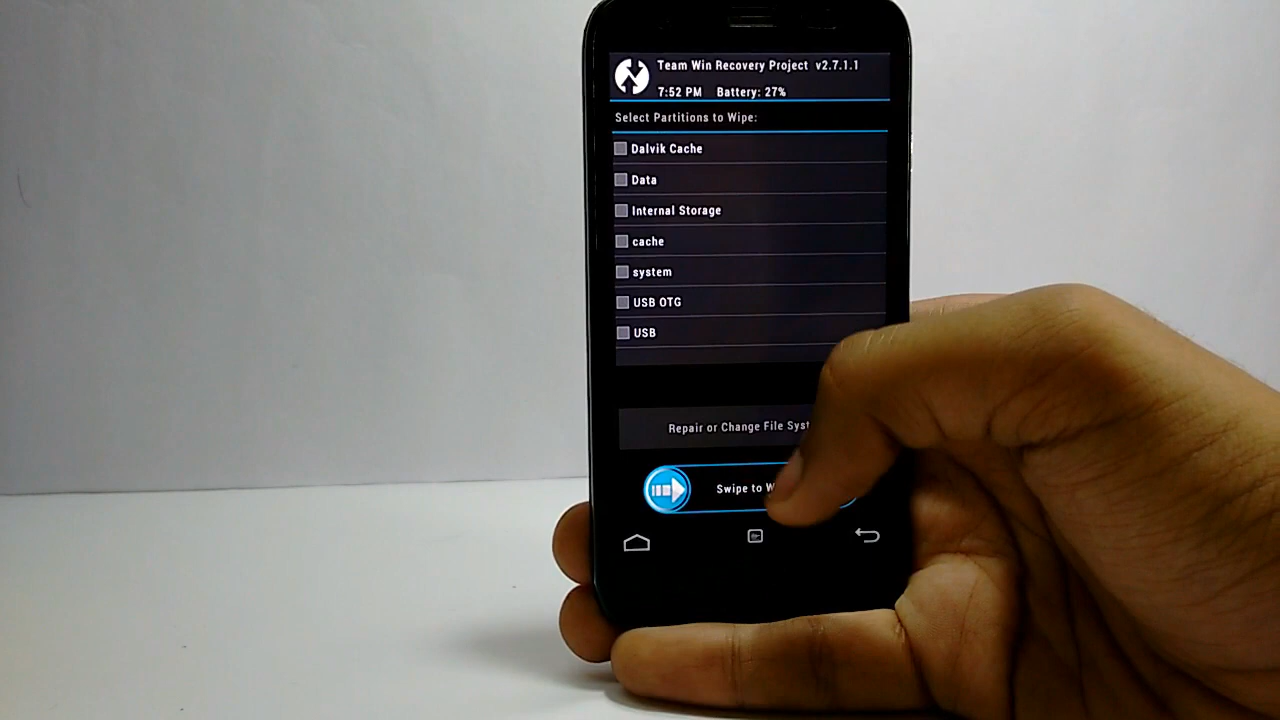 Team Win Recovery Project v2.7.1.1
7:52 PM Battery: 27%
Select Partitions to Wipe:
Dalvik Cache
Data
Internal Storage
cache
system
USB OTG
USB
Repair or Change File Syst
Swipe to W